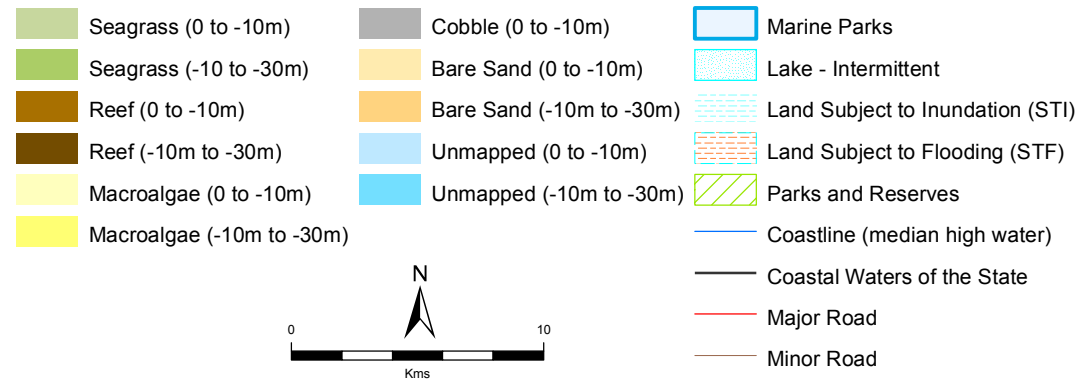 Seagrass (0 to -10m)
Seagrass (-10 to -30m)
Reef (0 to -10m)
Reef (-10m to -30m)
Macroalgae (0 to -10m)
Macroalgae (-10m to -30m)
Cobble (0 to -10m)
Bare Sand (0 to -10m)
Bare Sand (-10m to -30m)
Unmapped (0 to -10m)
Unmapped (-10m to -30m)
Marine Parks
Lake - Intermittent
Land Subject to Inundation (STI)
Land Subject to Flooding (STF)
Parks and Reserves
Coastline (median high water)
Coastal Waters of the State
Major Road
Minor Road
N
0 10
Kms